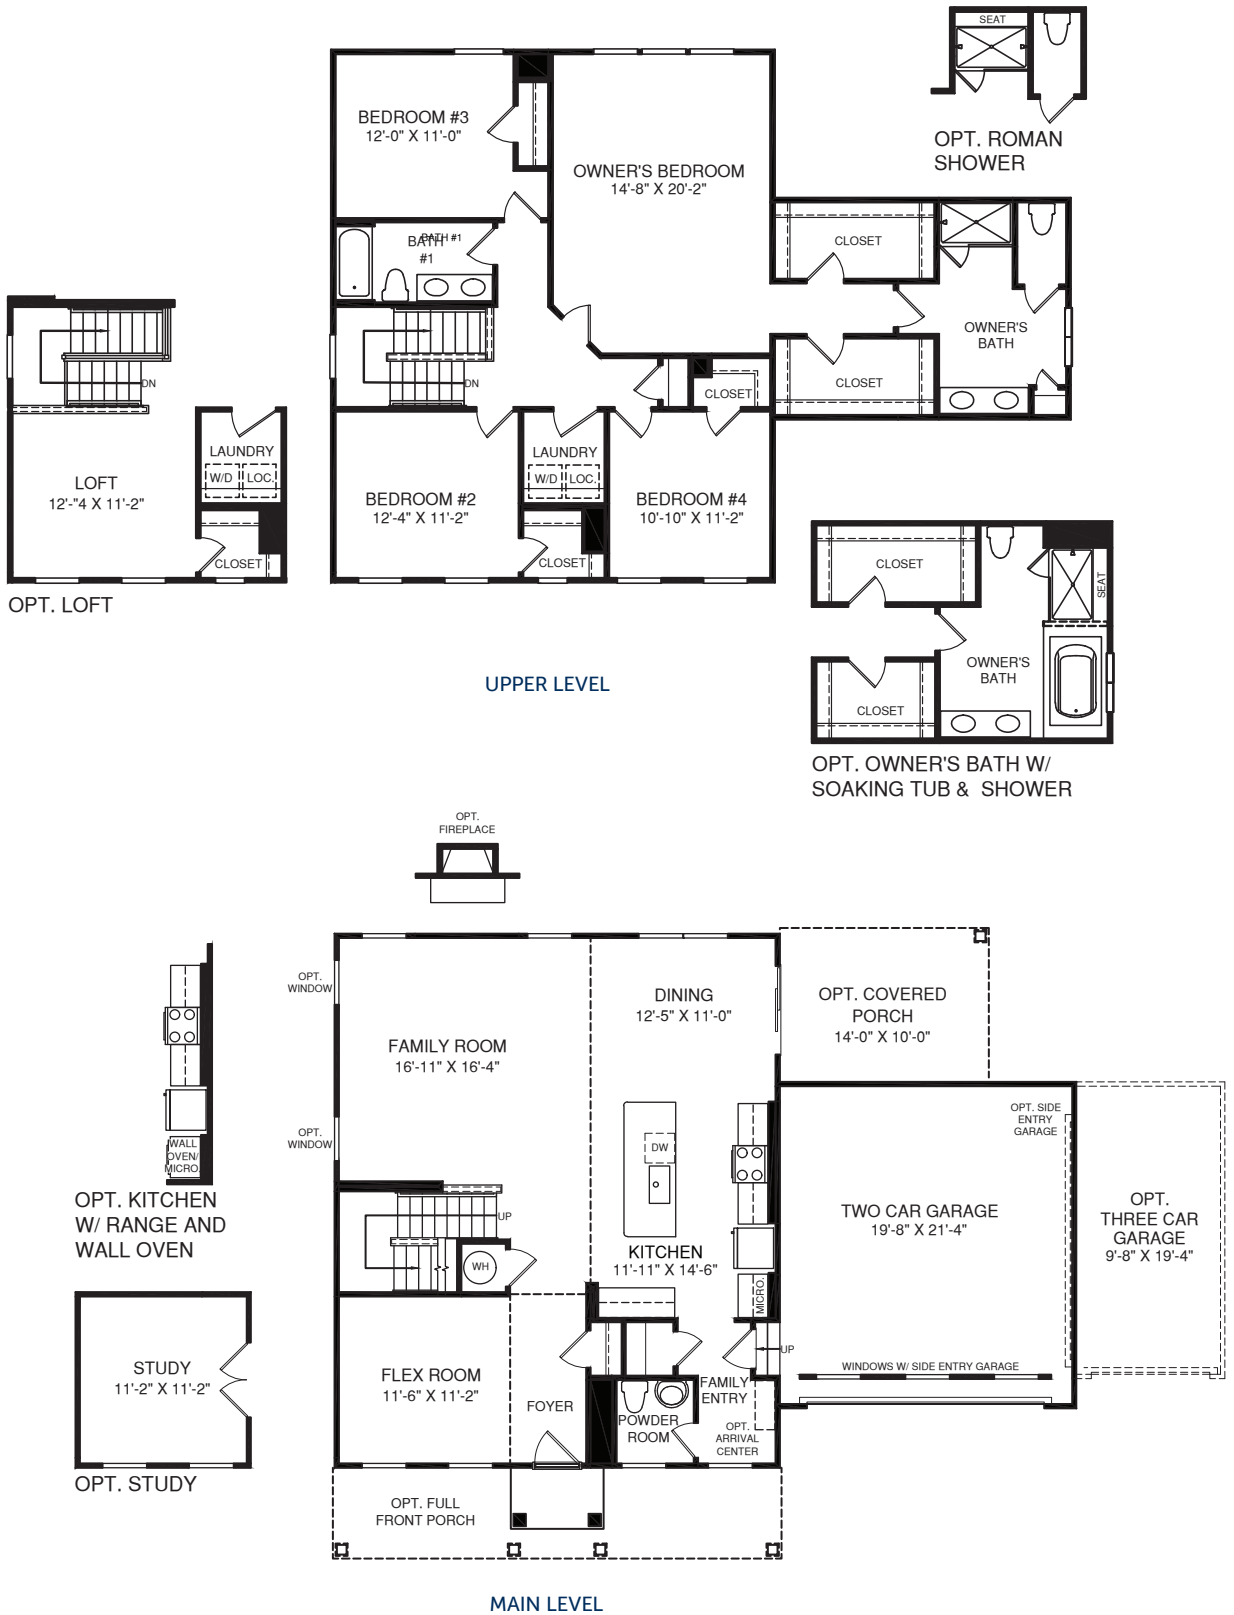 SEAT
OPT. ROMAN
SHOWER
BEDROOM #3
12'-0" X 11'-0"
OWNER'S BEDROOM
14'-8" X 20'-2"
BATH
#1
BATH #1
CLOSET
OWNER'S
BATH
CLOSET
DN
CLOSET
LAUNDRY
W/D
LOC.
BEDROOM #2
12'-4" X 11'-2"
BEDROOM #4
10'-10" X 11'-2"
CLOSET
DN
LOFT
12'-"4 X 11'-2"
LAUNDRY
W/D
LOC.
CLOSET
OPT. LOFT
UPPER LEVEL
CLOSET
SEAT
OWNER'S
BATH
CLOSET
OPT. OWNER'S BATH W/
SOAKING TUB & SHOWER
OPT.
FIREPLACE
OPT.
WINDOW
FAMILY ROOM
16'-11" X 16'-4"
DINING
12'-5" X 11'-0"
OPT. COVERED
PORCH
14'-0" X 10'-0"
OPT.
WINDOW
DW
OPT. SIDE
ENTRY
GARAGE
WALL
OVEN/
MICRO.
OPT. KITCHEN
W/ RANGE AND
WALL OVEN
UP
WH
KITCHEN
11'-11" X 14'-6"
MICRO.
TWO CAR GARAGE
19'-8" X 21'-4"
OPT.
THREE CAR
GARAGE
9'-8" X 19'-4"
UP
WINDOWS W/ SIDE ENTRY GARAGE
STUDY
11'-2" X 11'-2"
OPT. STUDY
FLEX ROOM
11'-6" X 11'-2"
FOYER
POWDER
ROOM
FAMILY
ENTRY
OPT.
ARRIVAL
CENTER
OPT. FULL
FRONT PORCH
MAIN LEVEL